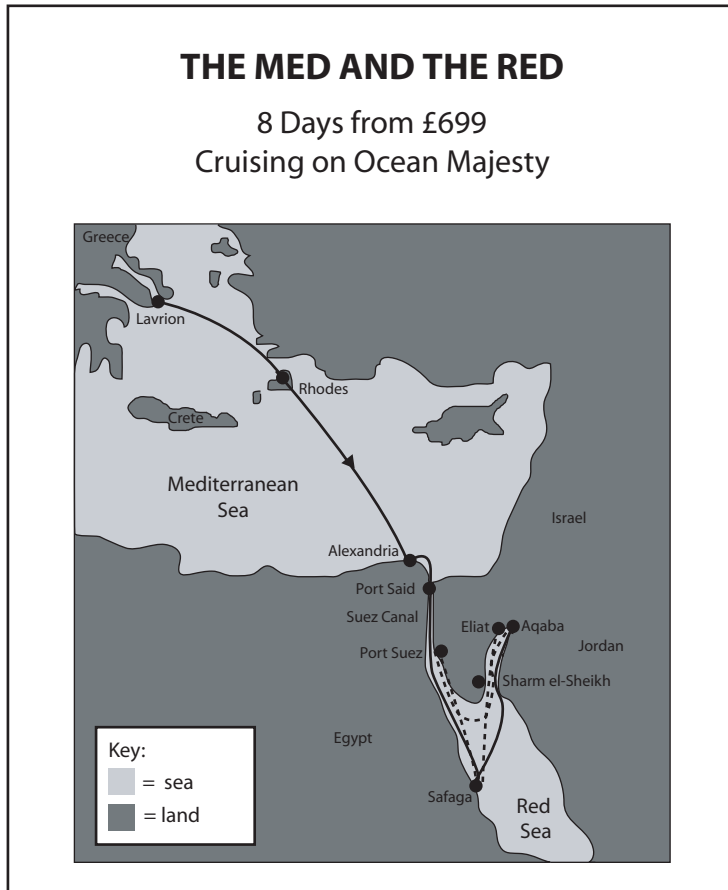 THE MED AND THE RED
8 Days from £699
Cruising on Ocean Majesty
Greece
Lavrion
Rhodes
Crete
Mediterranean
Sea
Israel
Alexandria
Port Said
Suez Canal
Eliat
Aqaba
Jordan
Port Suez
Sharm el-Sheikh
Egypt
Key:
= sea
= land
Safaga
Red
Sea